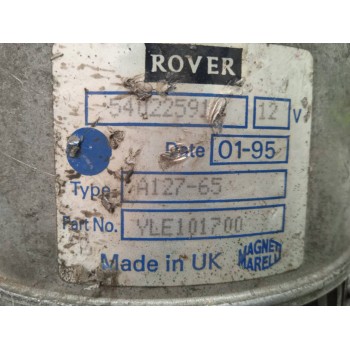 ROVER
12 V
Date 01-95
Type A127-65
Part No. YLE101700
Made in UK MAGNETI
MARELLI